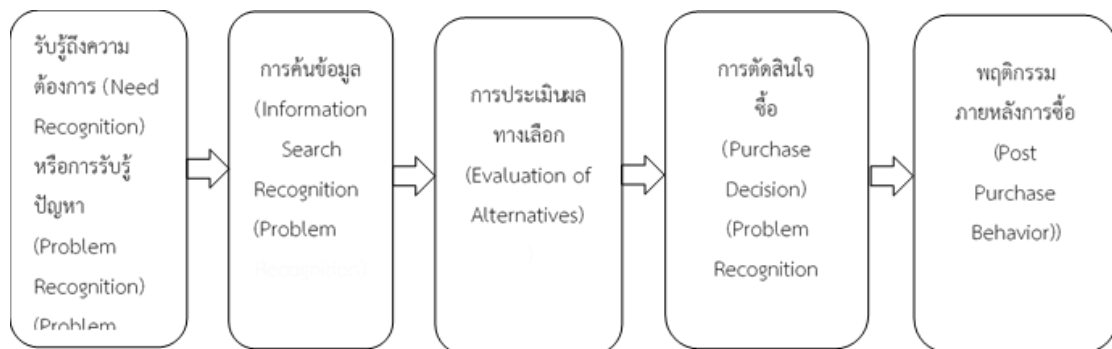 รับรู้ถึงความ
ต้องการ (Need
Recognition)
หรือการรับรู้
ปัญหา
(Problem
Recognition)
(Problem
การค้นข้อมูล
(Information
Search
Recognition
(Problem
การประเมินผล
ทางเลือก
(Evaluation of
Alternatives)
การตัดสินใจ
ซื้อ
(Purchase
Decision)
(Problem
Recognition
พฤติกรรม
ภายหลังการซื้อ
(Post
Purchase
Behavior))